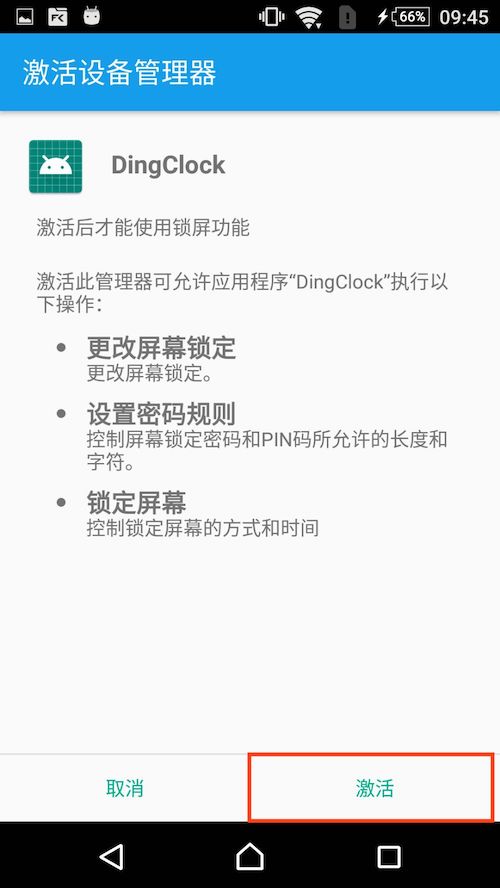 FK
66%
09:45
激活设备管理器
DingClock
激活后才能使用锁屏功能
激活此管理器可允许应用程序“DingClock”执行以
下操作：
更改屏幕锁定
更改屏幕锁定。
设置密码规则
控制屏幕锁定密码和PIN码所允许的长度和
字符。
锁定屏幕
控制锁定屏幕的方式和时间
取消
激活